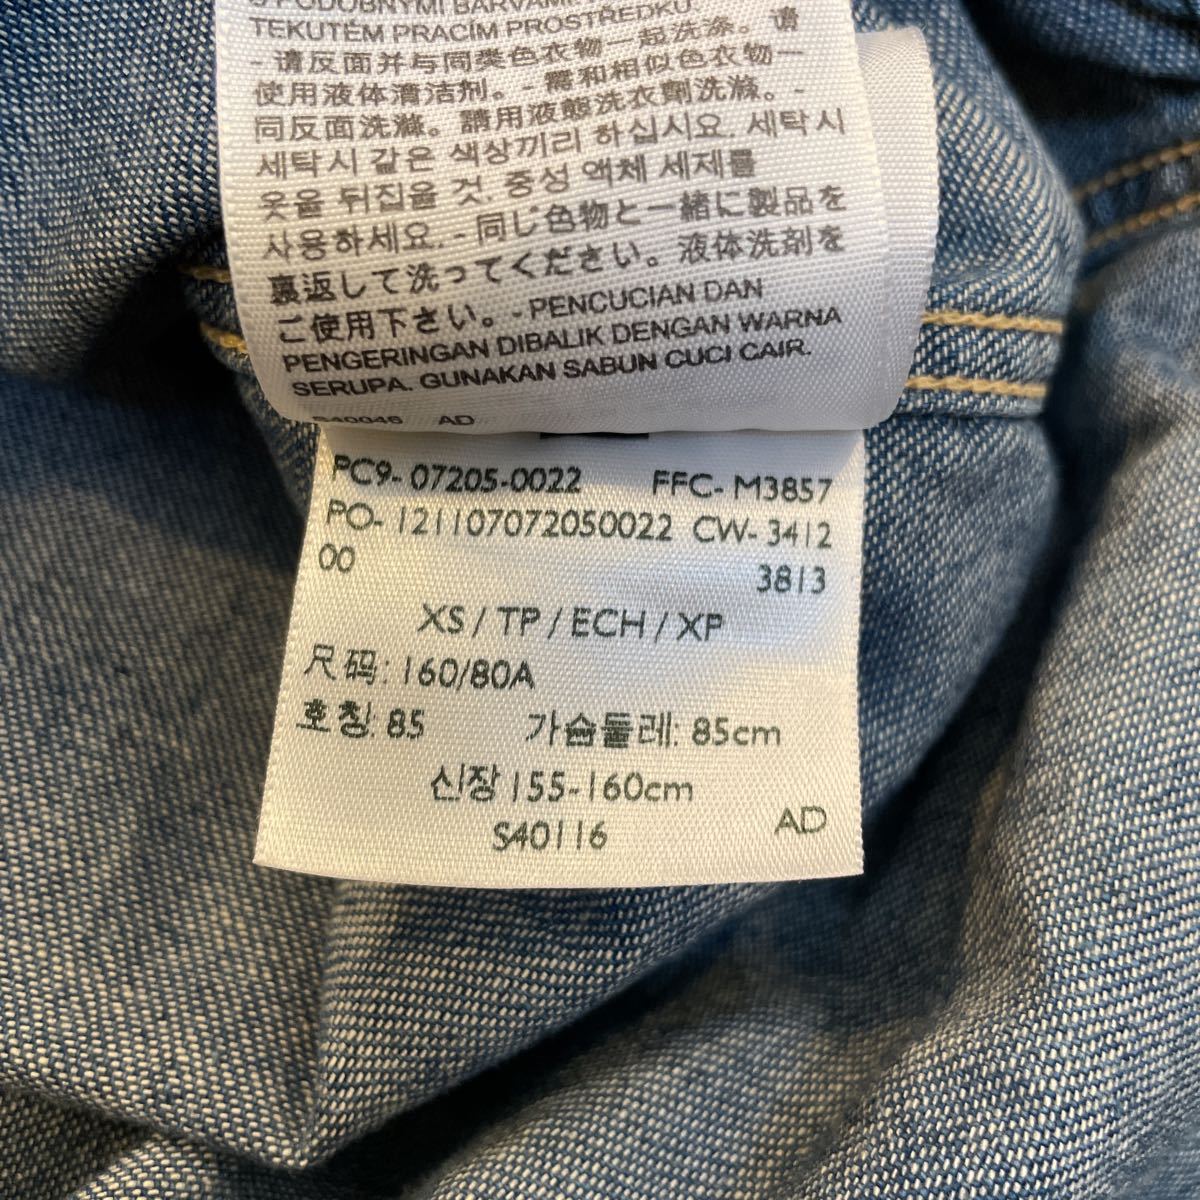 PODOBNÝMI BARVAMI
TEKUTÉM PRACÍM PROSTŘEDKU
- 请反面并与同类色衣物一起洗涤。请
使用液体清洁剂。- 需和相似色衣物一
同反面洗滌。請用液態洗衣劑洗滌。-
세탁시 같은 색상끼리 하십시요. 세탁시
옷을 뒤집을 것. 중성 액체 세제를
사용하세요. - 同じ色物と一緒に製品を
裏返して洗ってください。液体洗剤を
ご使用下さい。- PENCUCIAN DAN
PENGERINGAN DIBALIK DENGAN WARNA
SERUPA. GUNAKAN SABUN CUCI CAIR.
S40046 AD
PC9- 07205-0022 FFC- M3857
PO- 121107072050022 CW- 3412
00 3813
XS / TP / ECH / XP
尺码: 160/80A
호칭: 85 가슴둘레: 85cm
신장 155-160cm
S40116 AD